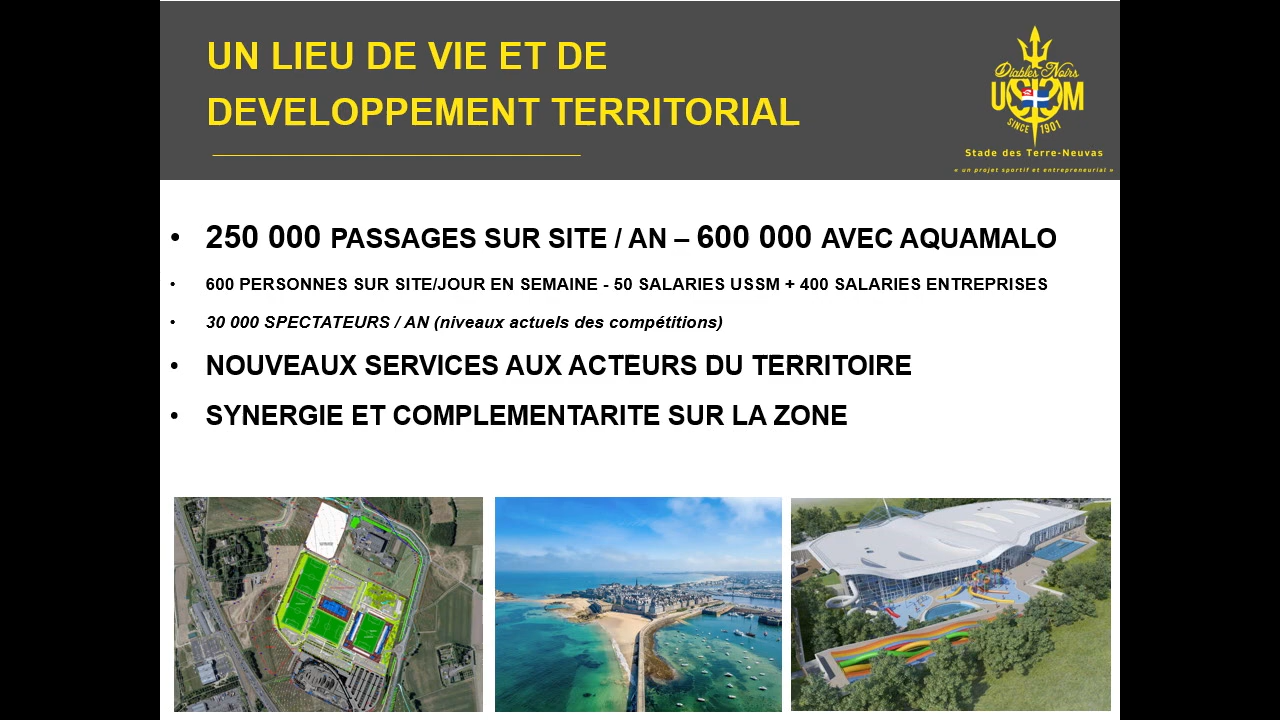 UN LIEU DE VIE ET DE
DEVELOPPEMENT TERRITORIAL
Diables Noirs
USSM
SINCE 1901
Stade des Terre-Neuvas
« un projet sportif et entrepreneurial »
• 250 000 PASSAGES SUR SITE / AN – 600 000 AVEC AQUAMALO
• 600 PERSONNES SUR SITE/JOUR EN SEMAINE - 50 SALARIES USSM + 400 SALARIES ENTREPRISES
• 30 000 SPECTATEURS / AN (niveaux actuels des compétitions)
• NOUVEAUX SERVICES AUX ACTEURS DU TERRITOIRE
• SYNERGIE ET COMPLEMENTARITE SUR LA ZONE